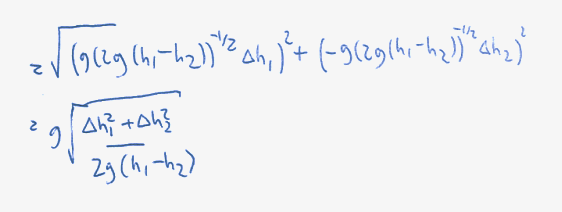 = √((g(2g(h₁-h₂))^-1/2 Δh₁)² + (-g(2g(h₁-h₂))^-1/2 Δh₂)²
= g√((Δh₁² + Δh₂²)/(2g(h₁-h₂)))